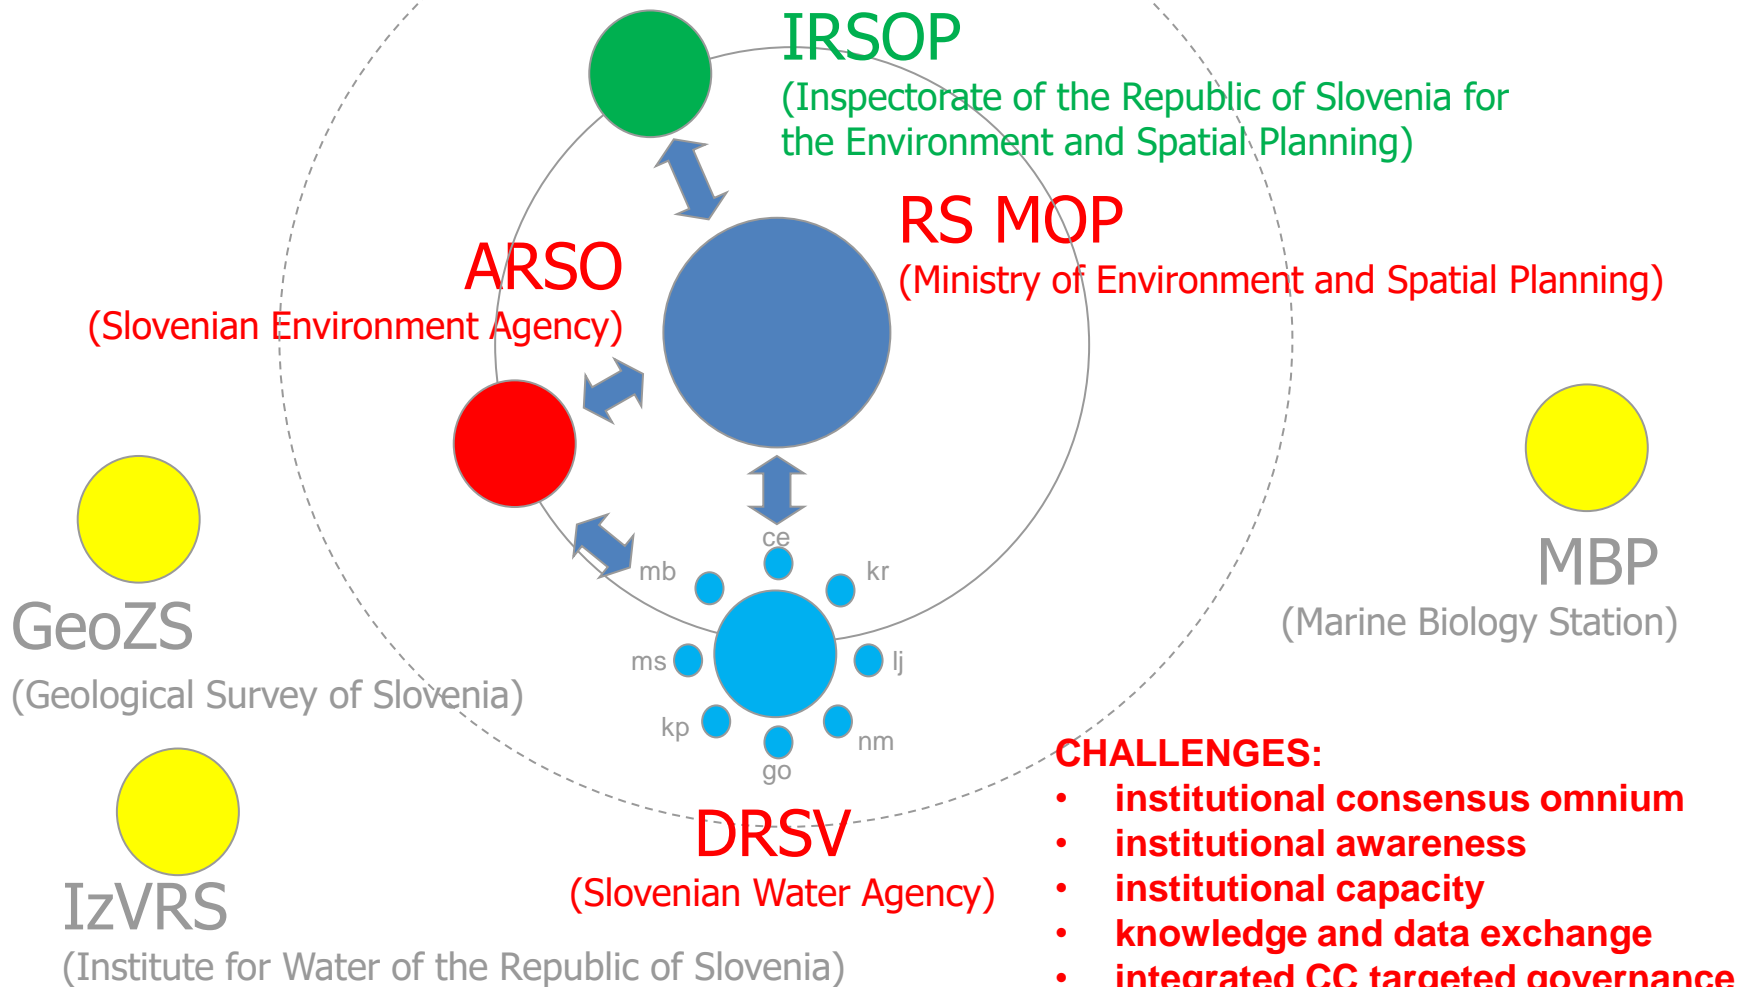 IRSOP
(Inspectorate of the Republic of Slovenia for
the Environment and Spatial Planning)
RS MOP
(Ministry of Environment and Spatial Planning)
ARSO
(Slovenian Environment Agency)
ce
mb
kr
ms
lj
kp
nm
go
GeoZS
(Geological Survey of Slovenia)
MBP
(Marine Biology Station)
DRSV
(Slovenian Water Agency)
IzVRS
(Institute for Water of the Republic of Slovenia)
CHALLENGES:
• institutional consensus omnium
• institutional awareness
• institutional capacity
• knowledge and data exchange
• integrated CC targeted governance